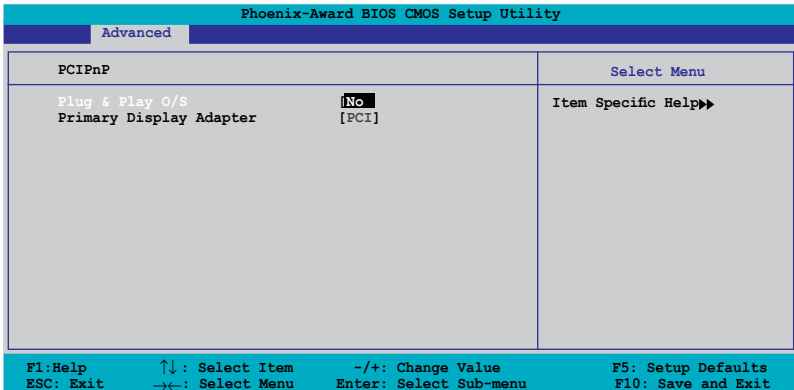 Phoenix-Award BIOS CMOS Setup Utility
Advanced
PCIPnP
Select Menu
Plug & Play O/S [No
Primary Display Adapter [PCI]
Item Specific Help▶▶
F1:Help ↑↓ : Select Item -/+: Change Value F5: Setup Defaults
ESC: Exit →←: Select Menu Enter: Select Sub-menu F10: Save and Exit